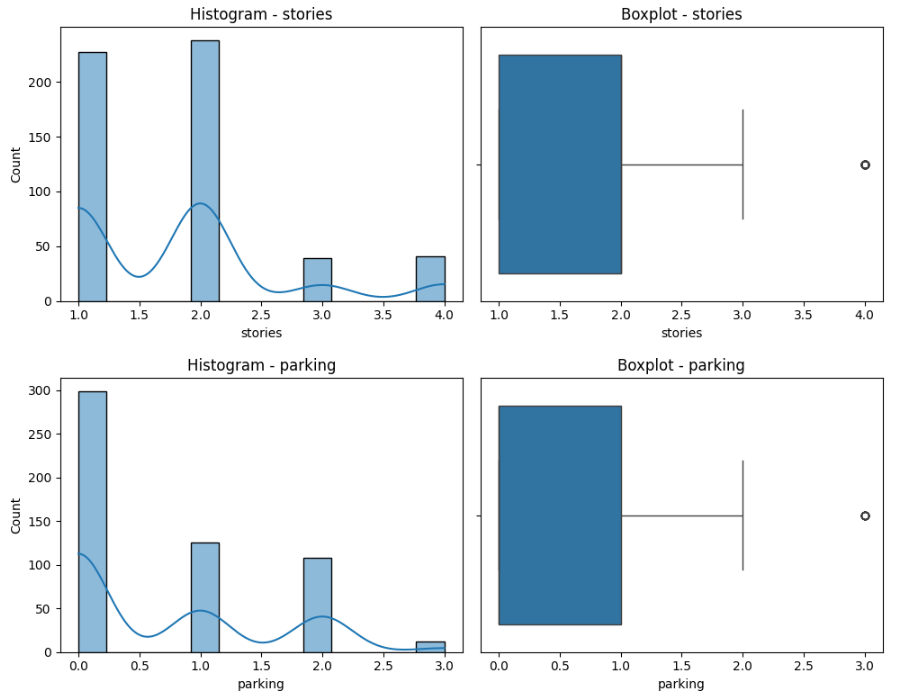 Histogram - stories
Count
200
150
100
50
0
1.0 1.5 2.0 2.5 3.0 3.5 4.0
stories
Boxplot - stories
1.0 1.5 2.0 2.5 3.0 3.5 4.0
stories
Histogram - parking
Count
300
250
200
150
100
50
0
0.0 0.5 1.0 1.5 2.0 2.5 3.0
parking
Boxplot - parking
0.0 0.5 1.0 1.5 2.0 2.5 3.0
parking